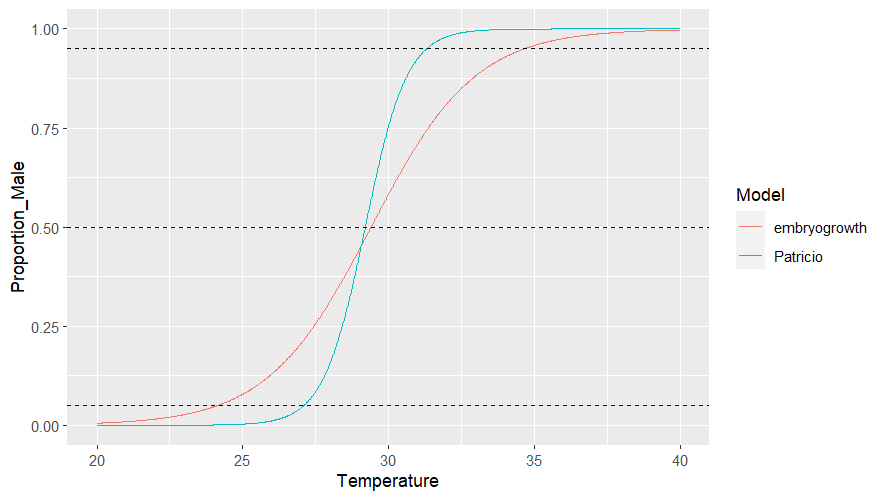 1.00
0.75
0.50
0.25
0.00
Proportion_Male
20 25 30 35 40
Temperature
Model
embryogrowth
Patricio